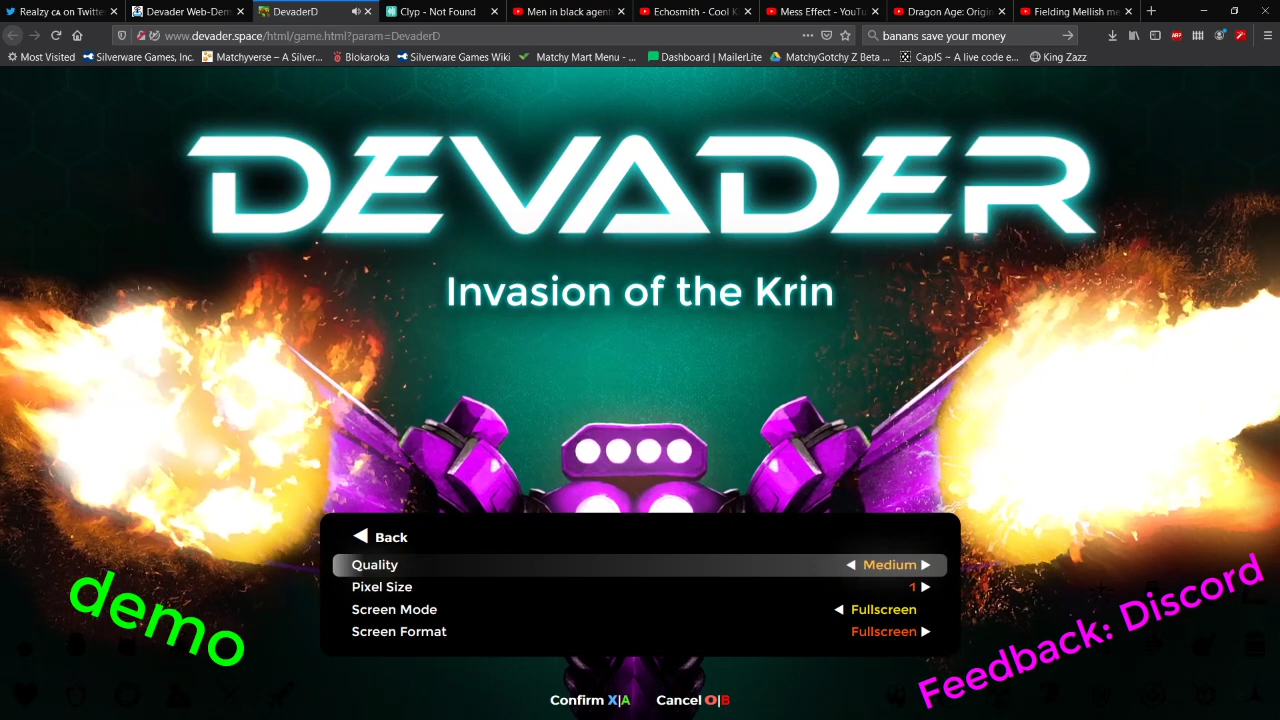 Realzy ᴄᴀ on Twitte
Devader Web-Dem
DevaderD
Clyp - Not Found
Men in black agent
Echosmith - Cool K
Mess Effect - YouTu
Dragon Age: Origin
Fielding Mellish me
www.devader.space/html/game.html?param=DevaderD
banans save your money
Most Visited
Silverware Games, Inc.
Matchyverse – A Silver...
Blokaroka
Silverware Games Wiki
Matchy Mart Menu - ...
Dashboard | MailerLite
MatchyGotchy Z Beta ...
CapJS ~ A live code e...
King Zazz
DEVADER
Invasion of the Krin
Back
Quality Medium
Pixel Size 1
Screen Mode Fullscreen
Screen Format Fullscreen
demo
Feedback: Discord
Confirm X|A Cancel O|B